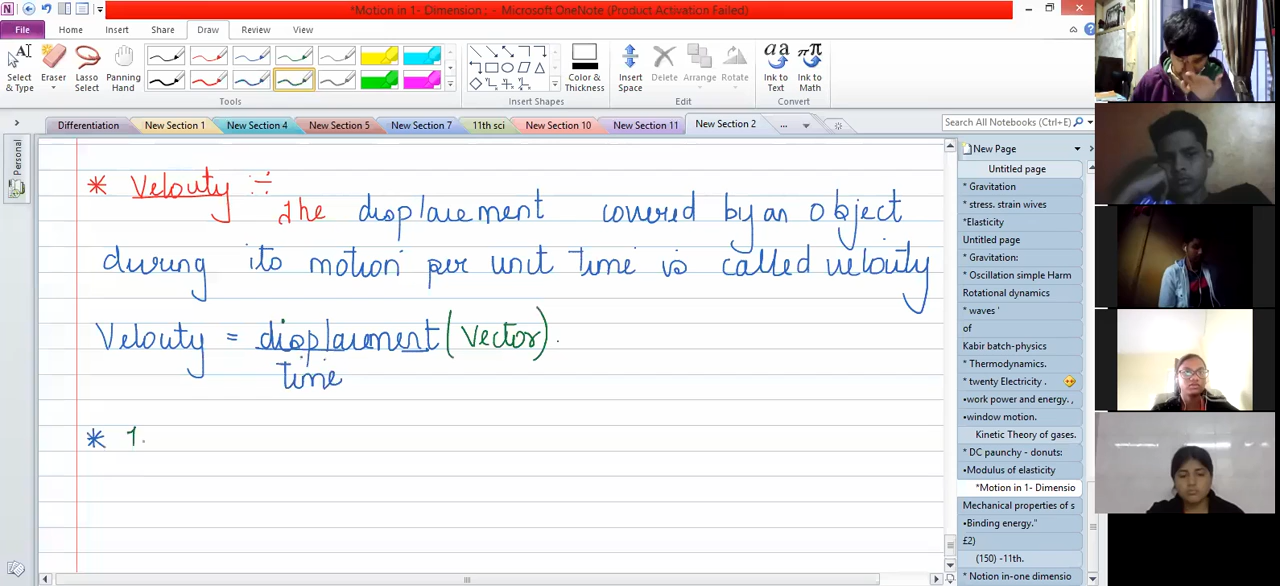 *Motion in 1- Dimension : - Microsoft OneNote (Product Activation Failed)
File Home Insert Share Draw Review View
Select & Type
Eraser
Lasso Select
Panning Hand
Color & Thickness
Insert Space
Delete
Arrange
Rotate
Ink to Text
Ink to Math
Tools
Insert Shapes
Edit
Convert
Differentiation New Section 1 New Section 4 New Section 5 New Section 7 11th sci New Section 10 New Section 11 New Section 2 ...
Search All Notebooks (Ctrl+E)
Personal
* Velouty ÷
The displacement covered by an object
during its motion per unit time is called velouty
Velouty = displacement (Vector).
time
* 1.
New Page
Untitled page
* Gravitation
* stress. strain wives
*Elasticity
Untitled page
* Gravitation:
* Oscillation simple Harm
Rotational dynamics
* waves '
of
Kabir batch-physics
* Thermodynamics.
* twenty Electricity .
•work power and energy. ,
•window motion.
Kinetic Theory of gases.
* DC paunchy - donuts:
•Modulus of elasticity
*Motion in 1- Dimensio
Mechanical properties of s
•Binding energy."
£2)
(150) -11th.
* Notion in-one dimensio